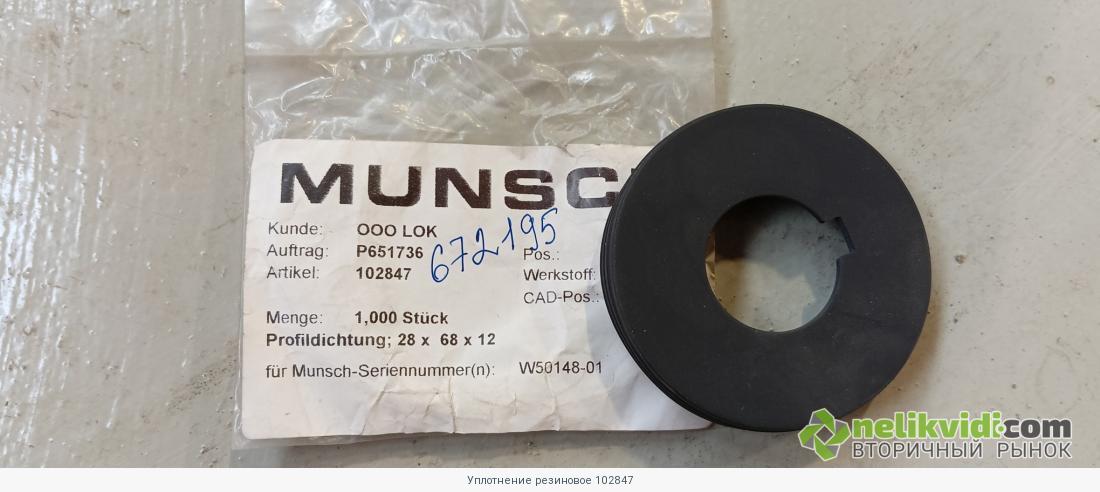 MUNSC
Kunde: OOO LOK
Auftrag: P651736
Artikel: 102847
672195
Pos.:
Werkstoff:
CAD-Pos.:
Menge: 1,000 Stück
Profildichtung; 28 x 68 x 12
für Munsch-Seriennummer(n): W50148-01
nelikvidi.com
ВТОРИЧНЫЙ РЫНОК
Уплотнение резиновое 102847